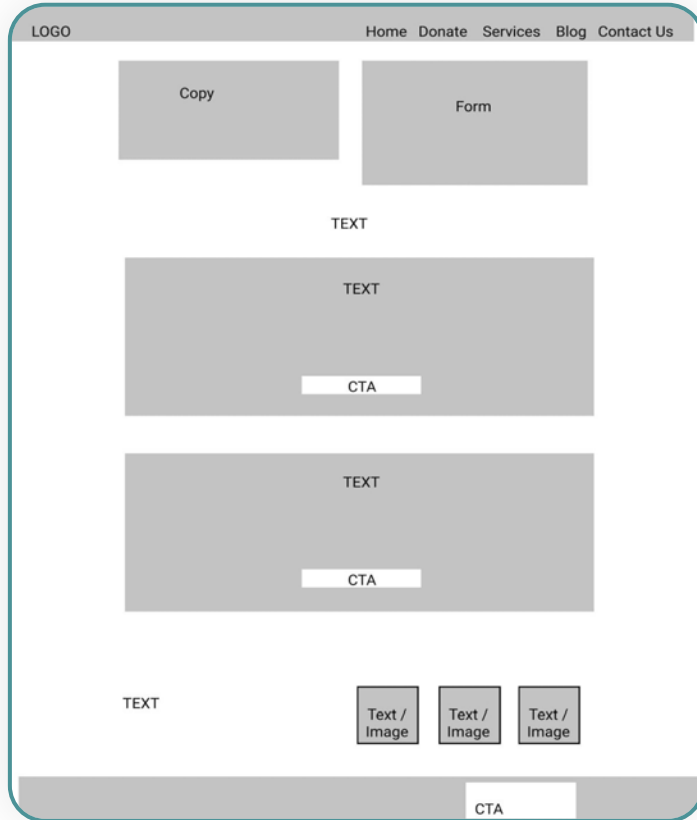 LOGO Home Donate Services Blog Contact Us
Copy
Form
TEXT
TEXT
CTA
TEXT
CTA
TEXT
Text / Image
Text / Image
Text / Image
CTA